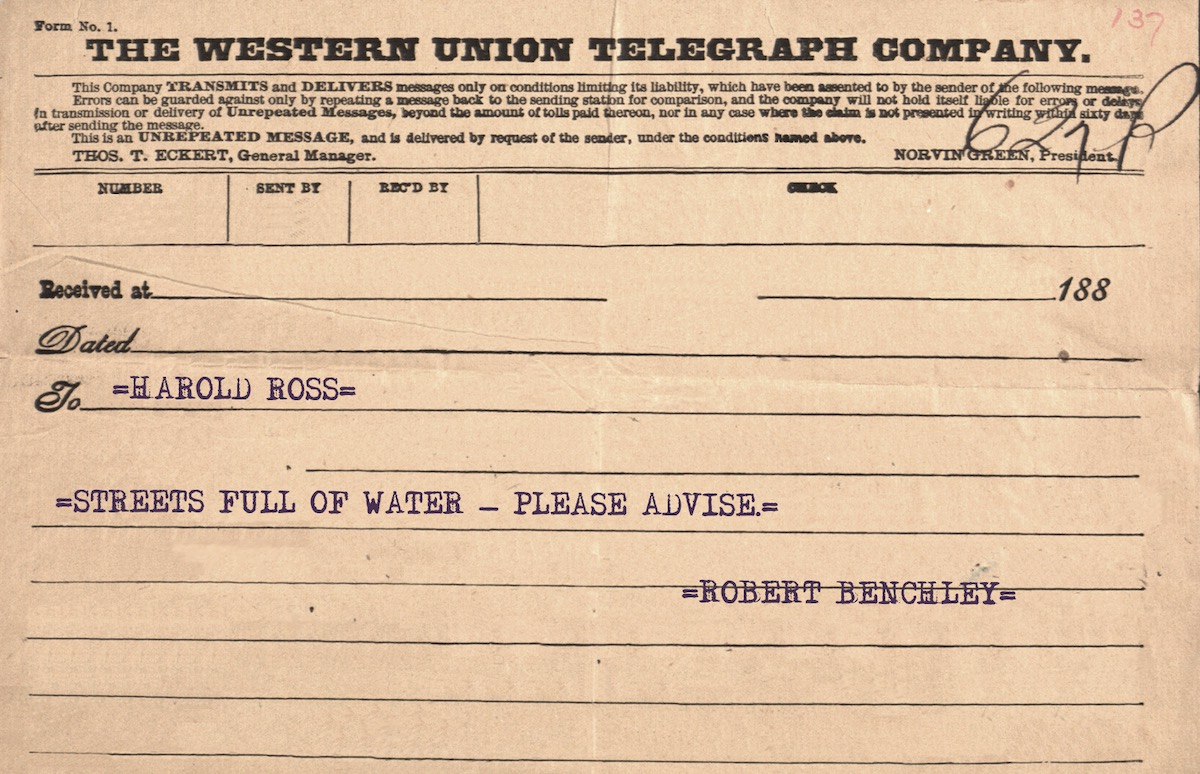 137
Form No. 1.
THE WESTERN UNION TELEGRAPH COMPANY.
This Company TRANSMITS and DELIVERS messages only on conditions limiting its liability, which have been assented to by the sender of the following message.
Errors can be guarded against only by repeating a message back to the sending station for comparison, and the company will not hold itself liable for errors or delays
in transmission or delivery of Unrepeated Messages, beyond the amount of tolls paid thereon, nor in any case where the claim is not presented in writing within sixty days
after sending the message.
This is an UNREPEATED MESSAGE, and is delivered by request of the sender, under the conditions named above.
THOS. T. ECKERT, General Manager. NORVIN GREEN, President.
NUMBER SENT BY REC'D BY CHECK
Received at 188
Dated
To =HAROLD ROSS=
=STREETS FULL OF WATER — PLEASE ADVISE.=
=ROBERT BENCHLEY=